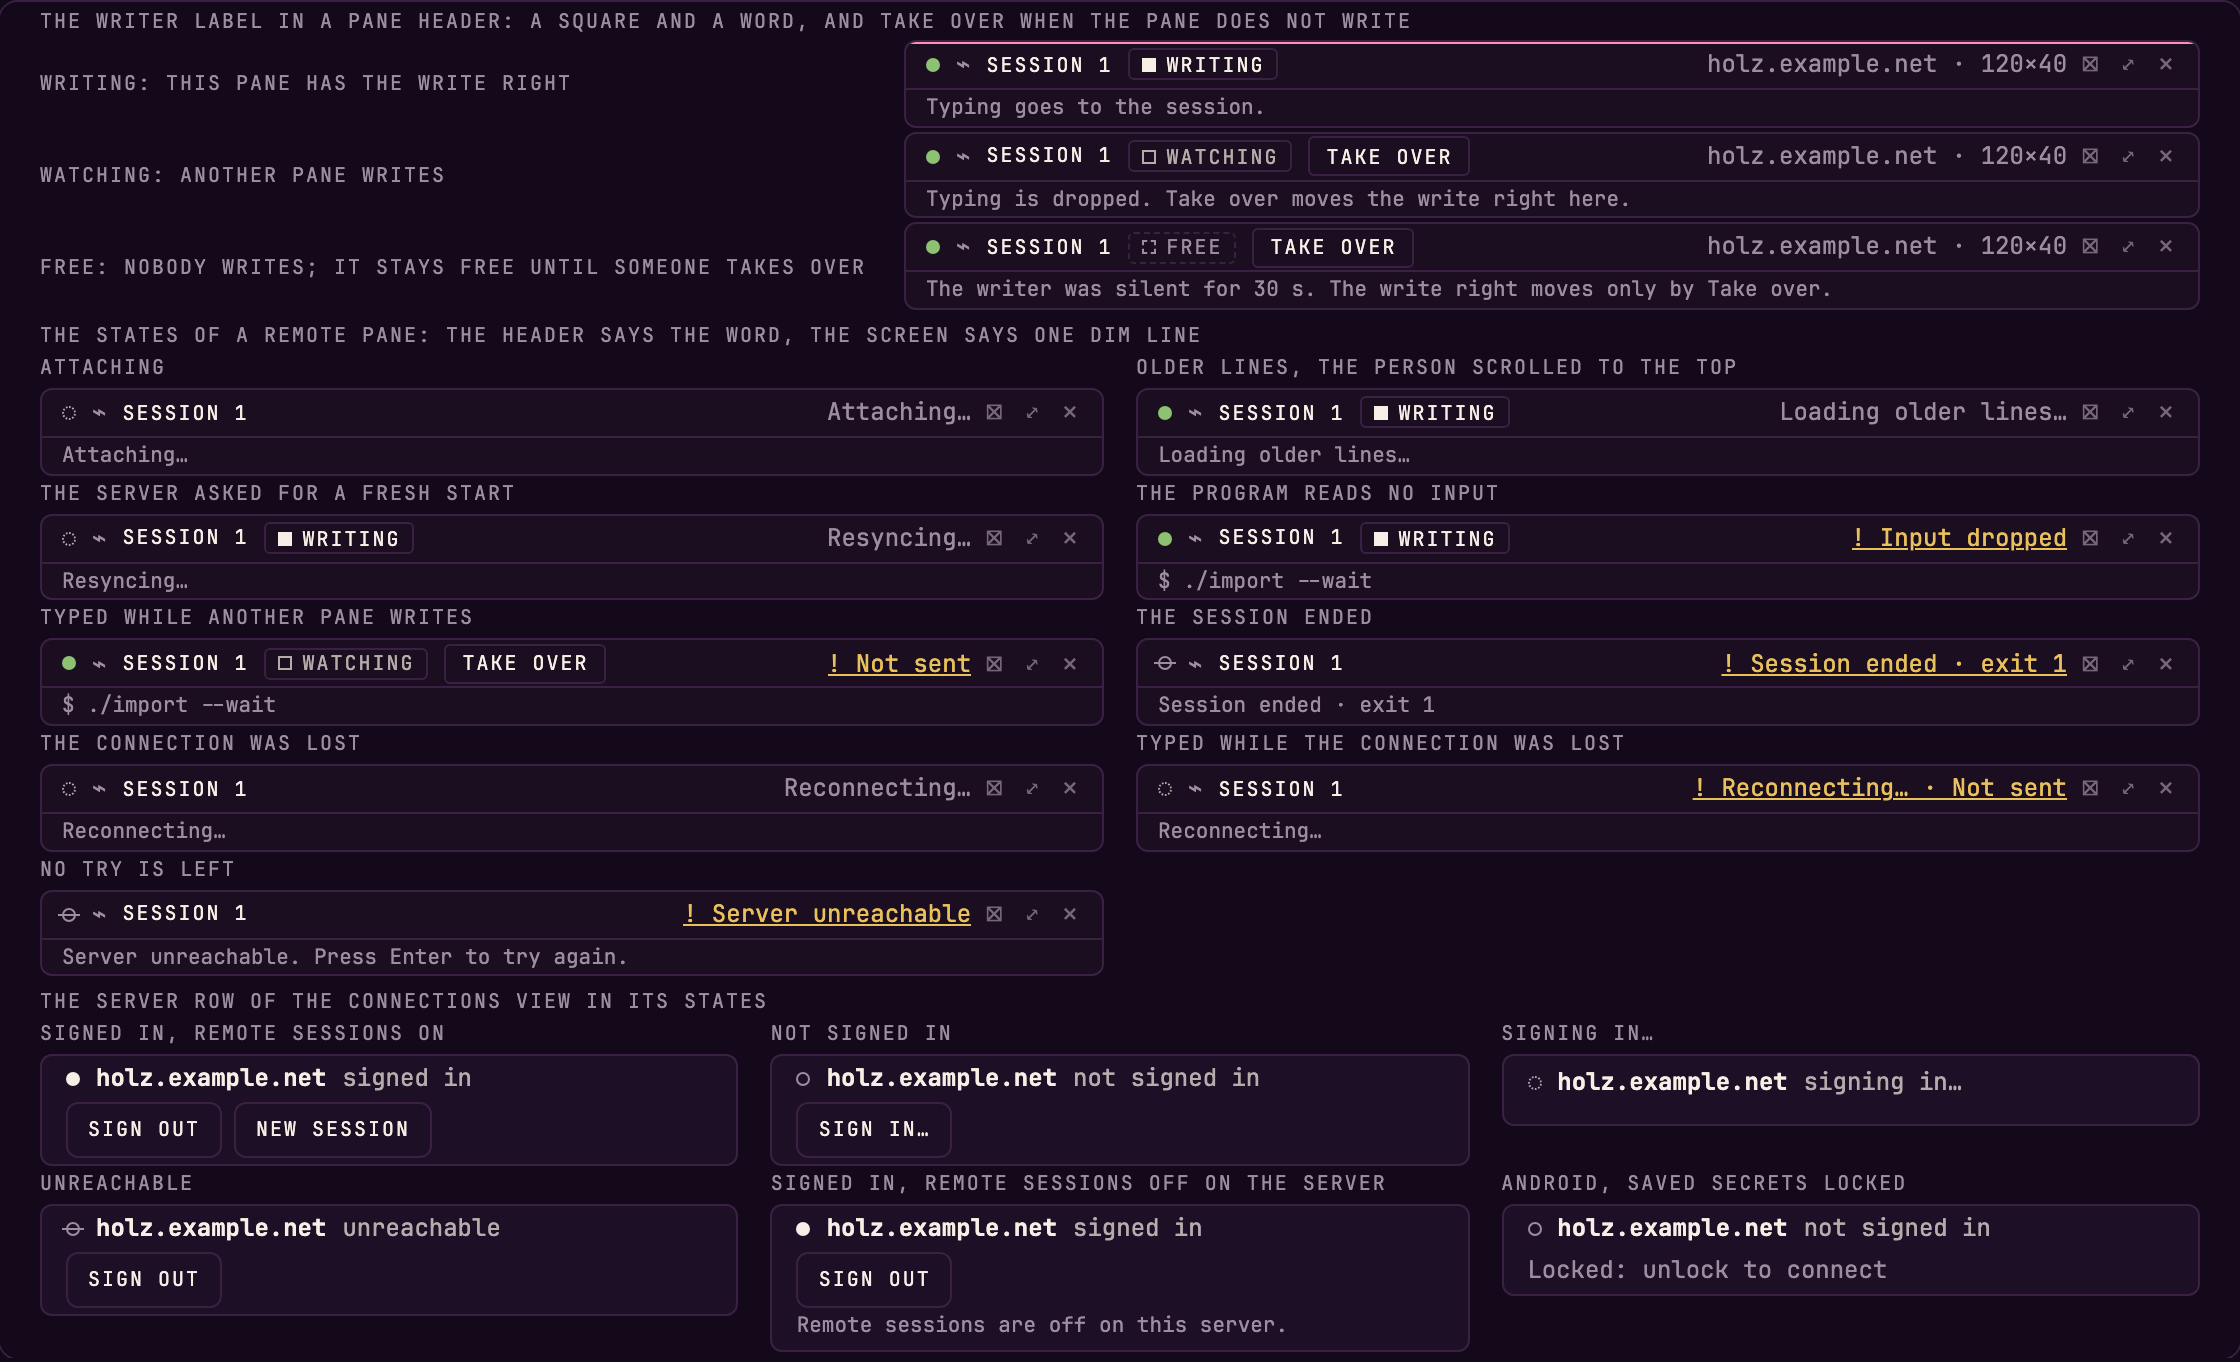 THE WRITER LABEL IN A PANE HEADER: A SQUARE AND A WORD, AND TAKE OVER WHEN THE PANE DOES NOT WRITE
WRITING: THIS PANE HAS THE WRITE RIGHT
SESSION 1 WRITING holz.example.net · 120×40
Typing goes to the session.
WATCHING: ANOTHER PANE WRITES
SESSION 1 WATCHING TAKE OVER holz.example.net · 120×40
Typing is dropped. Take over moves the write right here.
FREE: NOBODY WRITES; IT STAYS FREE UNTIL SOMEONE TAKES OVER
SESSION 1 FREE TAKE OVER holz.example.net · 120×40
The writer was silent for 30 s. The write right moves only by Take over.
THE STATES OF A REMOTE PANE: THE HEADER SAYS THE WORD, THE SCREEN SAYS ONE DIM LINE
ATTACHING
SESSION 1 Attaching…
Attaching…
OLDER LINES, THE PERSON SCROLLED TO THE TOP
SESSION 1 WRITING Loading older lines…
Loading older lines…
THE SERVER ASKED FOR A FRESH START
SESSION 1 WRITING Resyncing…
Resyncing…
THE PROGRAM READS NO INPUT
SESSION 1 WRITING ! Input dropped
$ ./import --wait
TYPED WHILE ANOTHER PANE WRITES
SESSION 1 WATCHING TAKE OVER ! Not sent
$ ./import --wait
THE SESSION ENDED
SESSION 1 ! Session ended · exit 1
Session ended · exit 1
THE CONNECTION WAS LOST
SESSION 1 Reconnecting…
Reconnecting…
TYPED WHILE THE CONNECTION WAS LOST
SESSION 1 ! Reconnecting… · Not sent
Reconnecting…
NO TRY IS LEFT
SESSION 1 ! Server unreachable
Server unreachable. Press Enter to try again.
THE SERVER ROW OF THE CONNECTIONS VIEW IN ITS STATES
SIGNED IN, REMOTE SESSIONS ON
holz.example.net signed in
SIGN OUT NEW SESSION
NOT SIGNED IN
holz.example.net not signed in
SIGN IN…
SIGNING IN…
holz.example.net signing in…
UNREACHABLE
holz.example.net unreachable
SIGN OUT
SIGNED IN, REMOTE SESSIONS OFF ON THE SERVER
holz.example.net signed in
SIGN OUT
Remote sessions are off on this server.
ANDROID, SAVED SECRETS LOCKED
holz.example.net not signed in
Locked: unlock to connect